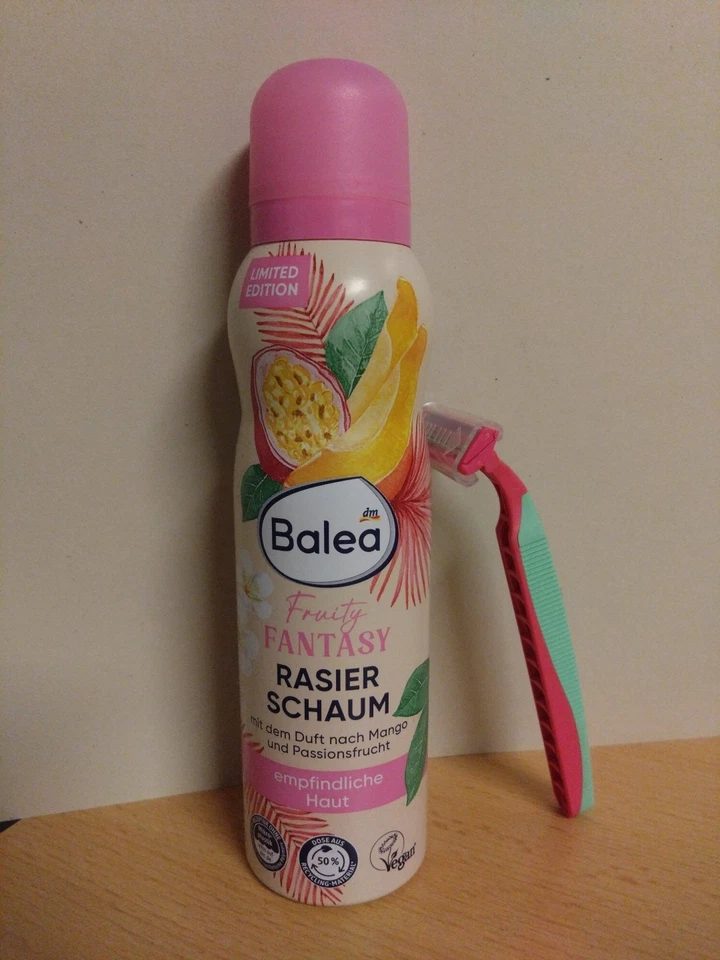 LIMITED
EDITION
dm
Balea
Fruity
FANTASY
RASIER
SCHAUM
mit dem Duft nach Mango
und Passionsfrucht
empfindliche
Haut
DOSE AUS
50 %
RECYCLING-MATERIAL*
Vegan